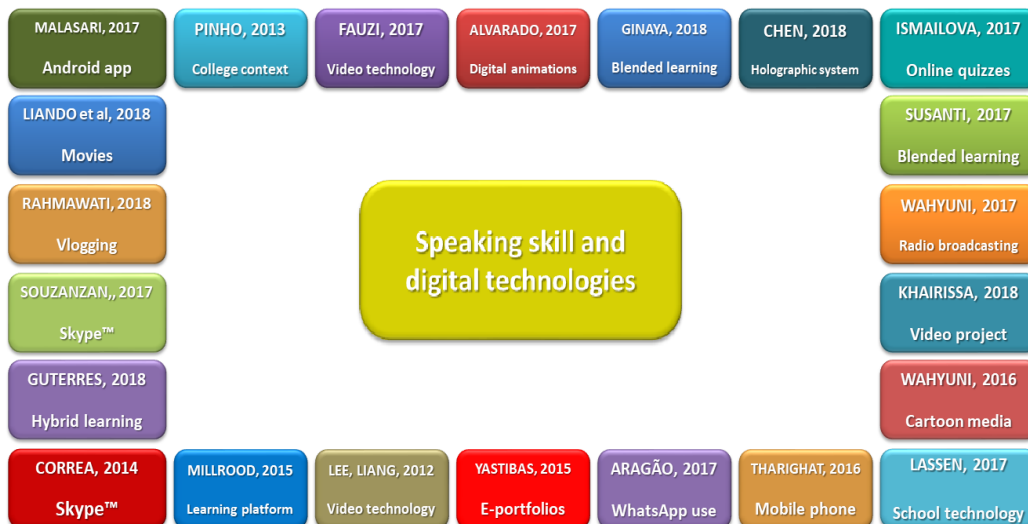 MALASARI, 2017
Android app
PINHO, 2013
College context
FAUZI, 2017
Video technology
ALVARADO, 2017
Digital animations
GINAYA, 2018
Blended learning
CHEN, 2018
Holographic system
ISMAILOVA, 2017
Online quizzes
LIANDO et al, 2018
Movies
SUSANTI, 2017
Blended learning
RAHMAWATI, 2018
Vlogging
Speaking skill and
digital technologies
WAHYUNI, 2017
Radio broadcasting
SOUZANZAN,, 2017
Skype™
KHAIRISSA, 2018
Video project
GUTERRES, 2018
Hybrid learning
WAHYUNI, 2016
Cartoon media
CORREA, 2014
Skype™
MILLROOD, 2015
Learning platform
LEE, LIANG, 2012
Video technology
YASTIBAS, 2015
E-portfolios
ARAGÃO, 2017
WhatsApp use
THARIGHAT, 2016
Mobile phone
LASSEN, 2017
School technology